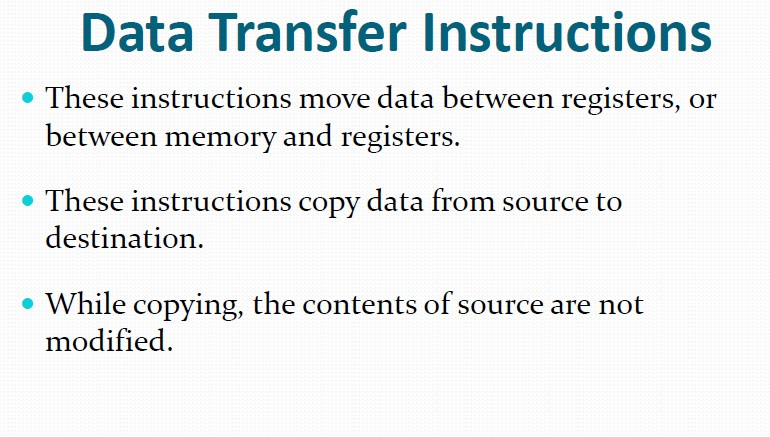 Data Transfer Instructions
• These instructions move data between registers, or
between memory and registers.
• These instructions copy data from source to
destination.
• While copying, the contents of source are not
modified.